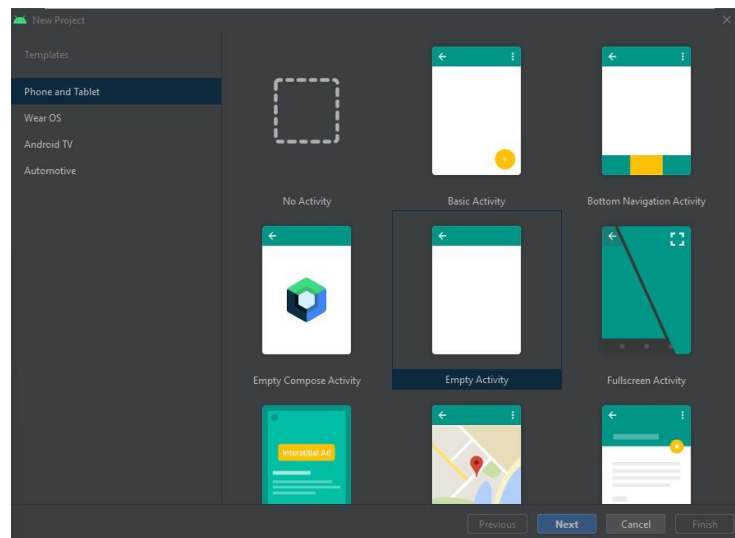 New Project
Templates
Phone and Tablet
Wear OS
Android TV
Automotive
No Activity
Basic Activity
Bottom Navigation Activity
Empty Compose Activity
Empty Activity
Fullscreen Activity
Interstitial Ad
Previous
Next
Cancel
Finish